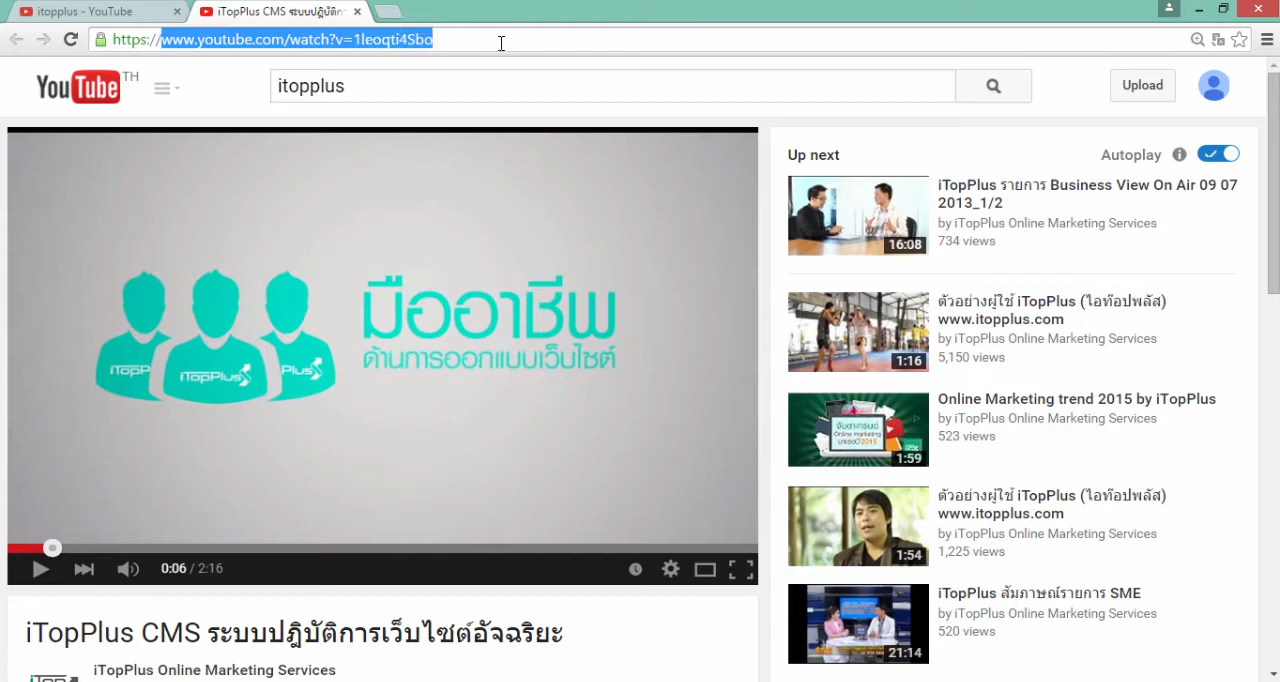 itopplus - YouTube
iTopPlus CMS ระบบปฏิบัติก
https://www.youtube.com/watch?v=1leoqti4Sbo
YouTube TH
itopplus
Upload
มืออาชีพ
ด้านการออกแบบเว็บไซต์
iTopP
iTopPlus
Plus
0:06 / 2:16
iTopPlus CMS ระบบปฏิบัติการเว็บไซต์อัจฉริยะ
iTopPlus Online Marketing Services
Up next
Autoplay
iTopPlus รายการ Business View On Air 09 07
2013_1/2
by iTopPlus Online Marketing Services
734 views
16:08
ตัวอย่างผู้ใช้ iTopPlus (ไอท๊อปพลัส)
www.itopplus.com
by iTopPlus Online Marketing Services
5,150 views
1:16
Online Marketing trend 2015 by iTopPlus
by iTopPlus Online Marketing Services
523 views
Online marketing
1:59
ตัวอย่างผู้ใช้ iTopPlus (ไอท๊อปพลัส)
www.itopplus.com
by iTopPlus Online Marketing Services
1,225 views
1:54
iTopPlus สัมภาษณ์รายการ SME
by iTopPlus Online Marketing Services
520 views
21:14